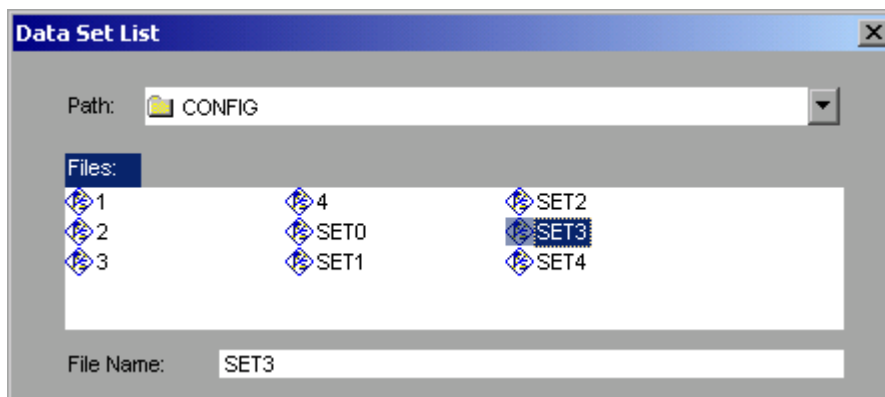 Data Set List
Path: CONFIG
Files:
1 4 SET2
2 SET0 SET3
3 SET1 SET4
File Name: SET3